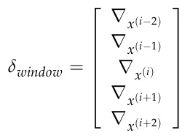 δ_window = [
∇_x^(i−2)
∇_x^(i−1)
∇_x^(i)
∇_x^(i+1)
∇_x^(i+2)
]